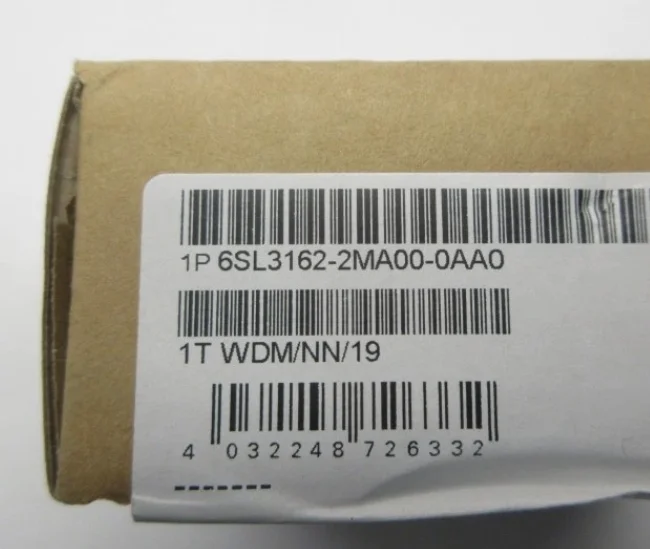 1P 6SL3162-2MA00-0AA0
1T WDM/NN/19
4 032248 726332